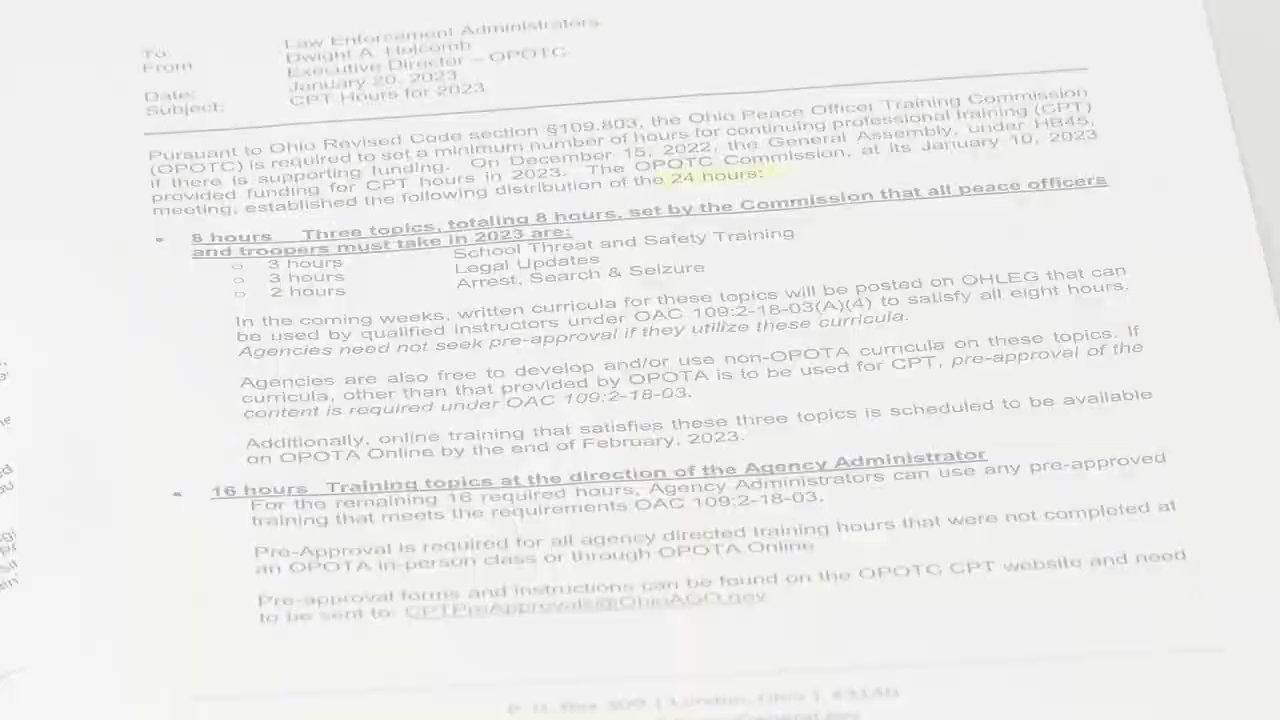 To: Law Enforcement Administrators
From Dwight A. Holcomb
Executive Director – OPOTC
Date: January 20, 2023
Subject: CPT Hours for 2023
Pursuant to Ohio Revised Code section §109.803, the Ohio Peace Officer Training Commission
(OPOTC) is required to set a minimum number of hours for continuing professional training (CPT)
if there is supporting funding. On December 15, 2022, the General Assembly, under HB45,
provided funding for CPT hours in 2023. The OPOTC Commission, at its January 10, 2023
meeting, established the following distribution of the 24 hours:
• 8 hours Three topics, totaling 8 hours, set by the Commission that all peace officers
and troopers must take in 2023 are:
○ 3 hours School Threat and Safety Training
○ 3 hours Legal Updates
○ 2 hours Arrest, Search & Seizure
In the coming weeks, written curricula for these topics will be posted on OHLEG that can
be used by qualified instructors under OAC 109:2-18-03(A)(4) to satisfy all eight hours.
Agencies need not seek pre-approval if they utilize these curricula.
Agencies are also free to develop and/or use non-OPOTA curricula on these topics. If
curricula, other than that provided by OPOTA is to be used for CPT, pre-approval of the
content is required under OAC 109:2-18-03.
Additionally, online training that satisfies these three topics is scheduled to be available
on OPOTA Online by the end of February, 2023.
• 16 hours Training topics at the direction of the Agency Administrator
For the remaining 16 required hours, Agency Administrators can use any pre-approved
training that meets the requirements OAC 109:2-18-03.
Pre-Approval is required for all agency directed training hours that were not completed at
an OPOTA in-person class or through OPOTA Online
Pre-approval forms and instructions can be found on the OPOTC CPT website and need
to be sent to: CPTPreApprovals@OhioAGO.gov
London, Ohio